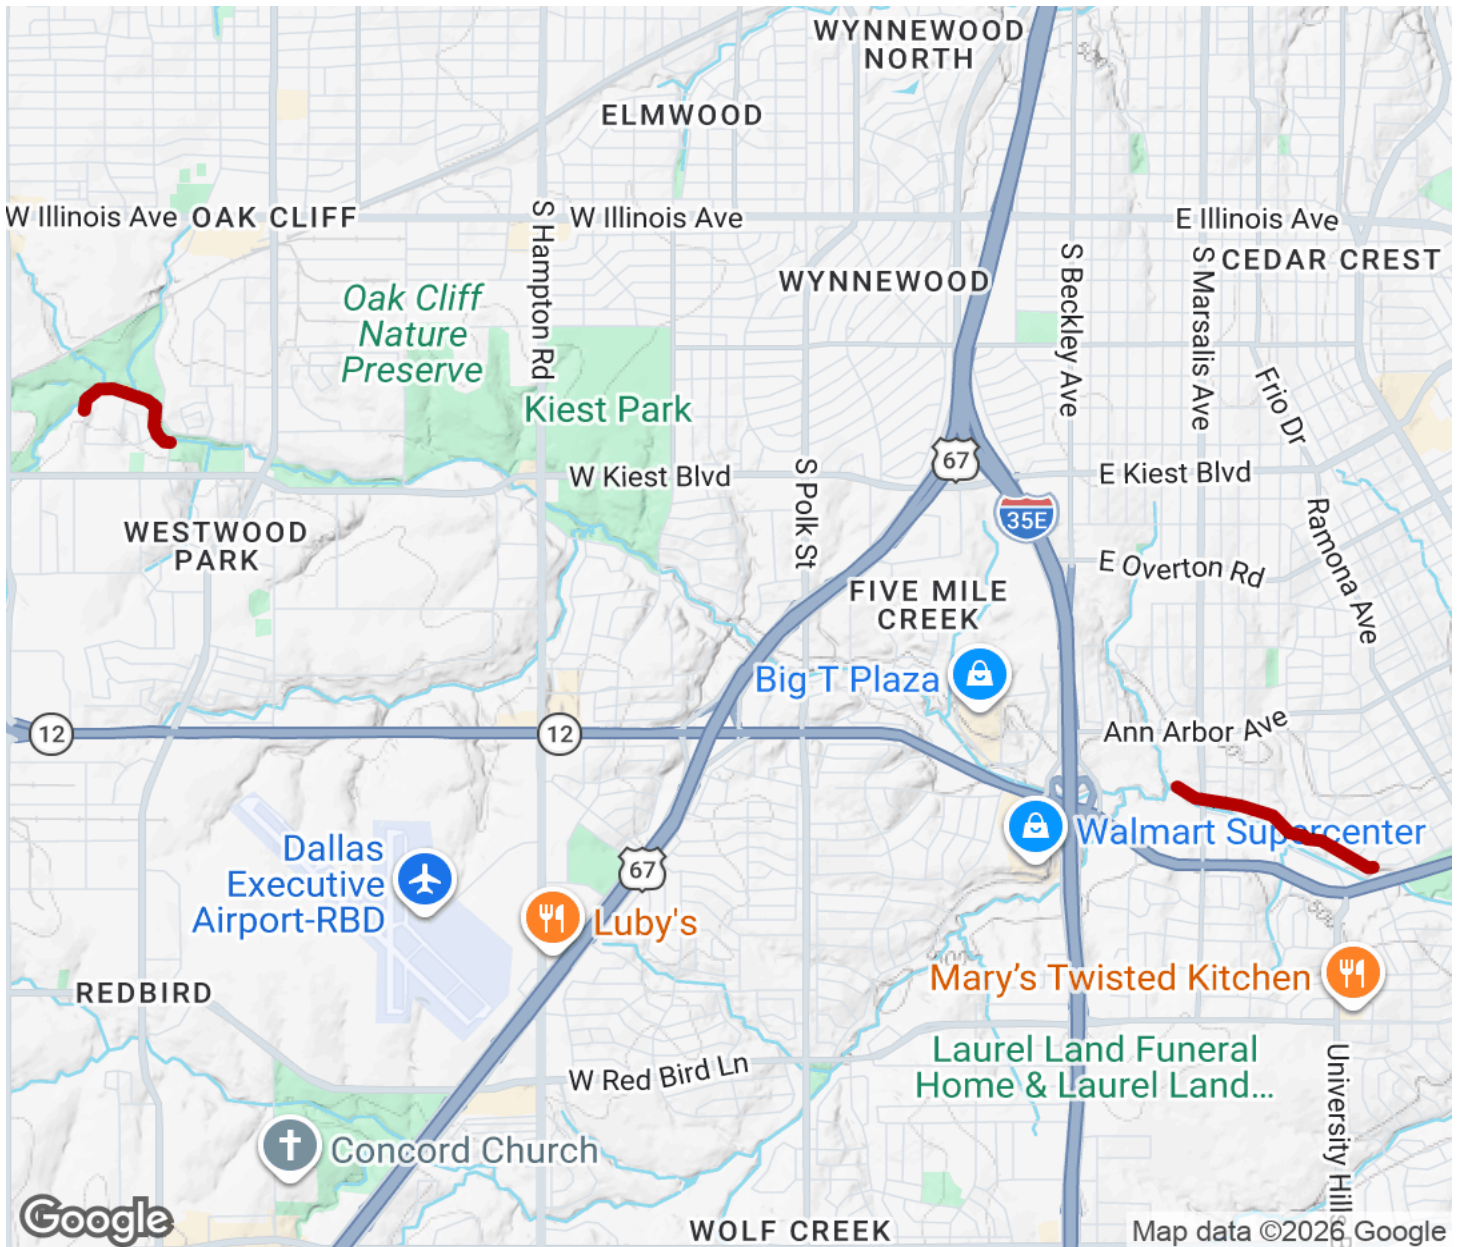 WYNNEWOOD
NORTH
ELMWOOD
W Illinois Ave
OAK CLIFF
S Hampton Rd
W Illinois Ave
E Illinois Ave
WYNNEWOOD
S Beckley Ave
S Marsalis Ave
CEDAR CREST
Oak Cliff
Nature
Preserve
Kiest Park
Frio Dr
W Kiest Blvd
S Polk St
67
E Kiest Blvd
35E
Ramona Ave
WESTWOOD
PARK
E Overton Rd
FIVE MILE
CREEK
Big T Plaza
12
12
Ann Arbor Ave
Walmart Supercenter
Dallas
Executive
Airport-RBD
67
Luby's
500
500
Mary's Twisted Kitchen
REDBIRD
W Red Bird Ln
Laurel Land Funeral
Home & Laurel Land...
University Hills
Concord Church
WOLF CREEK
Google
Map data ©2026 Google